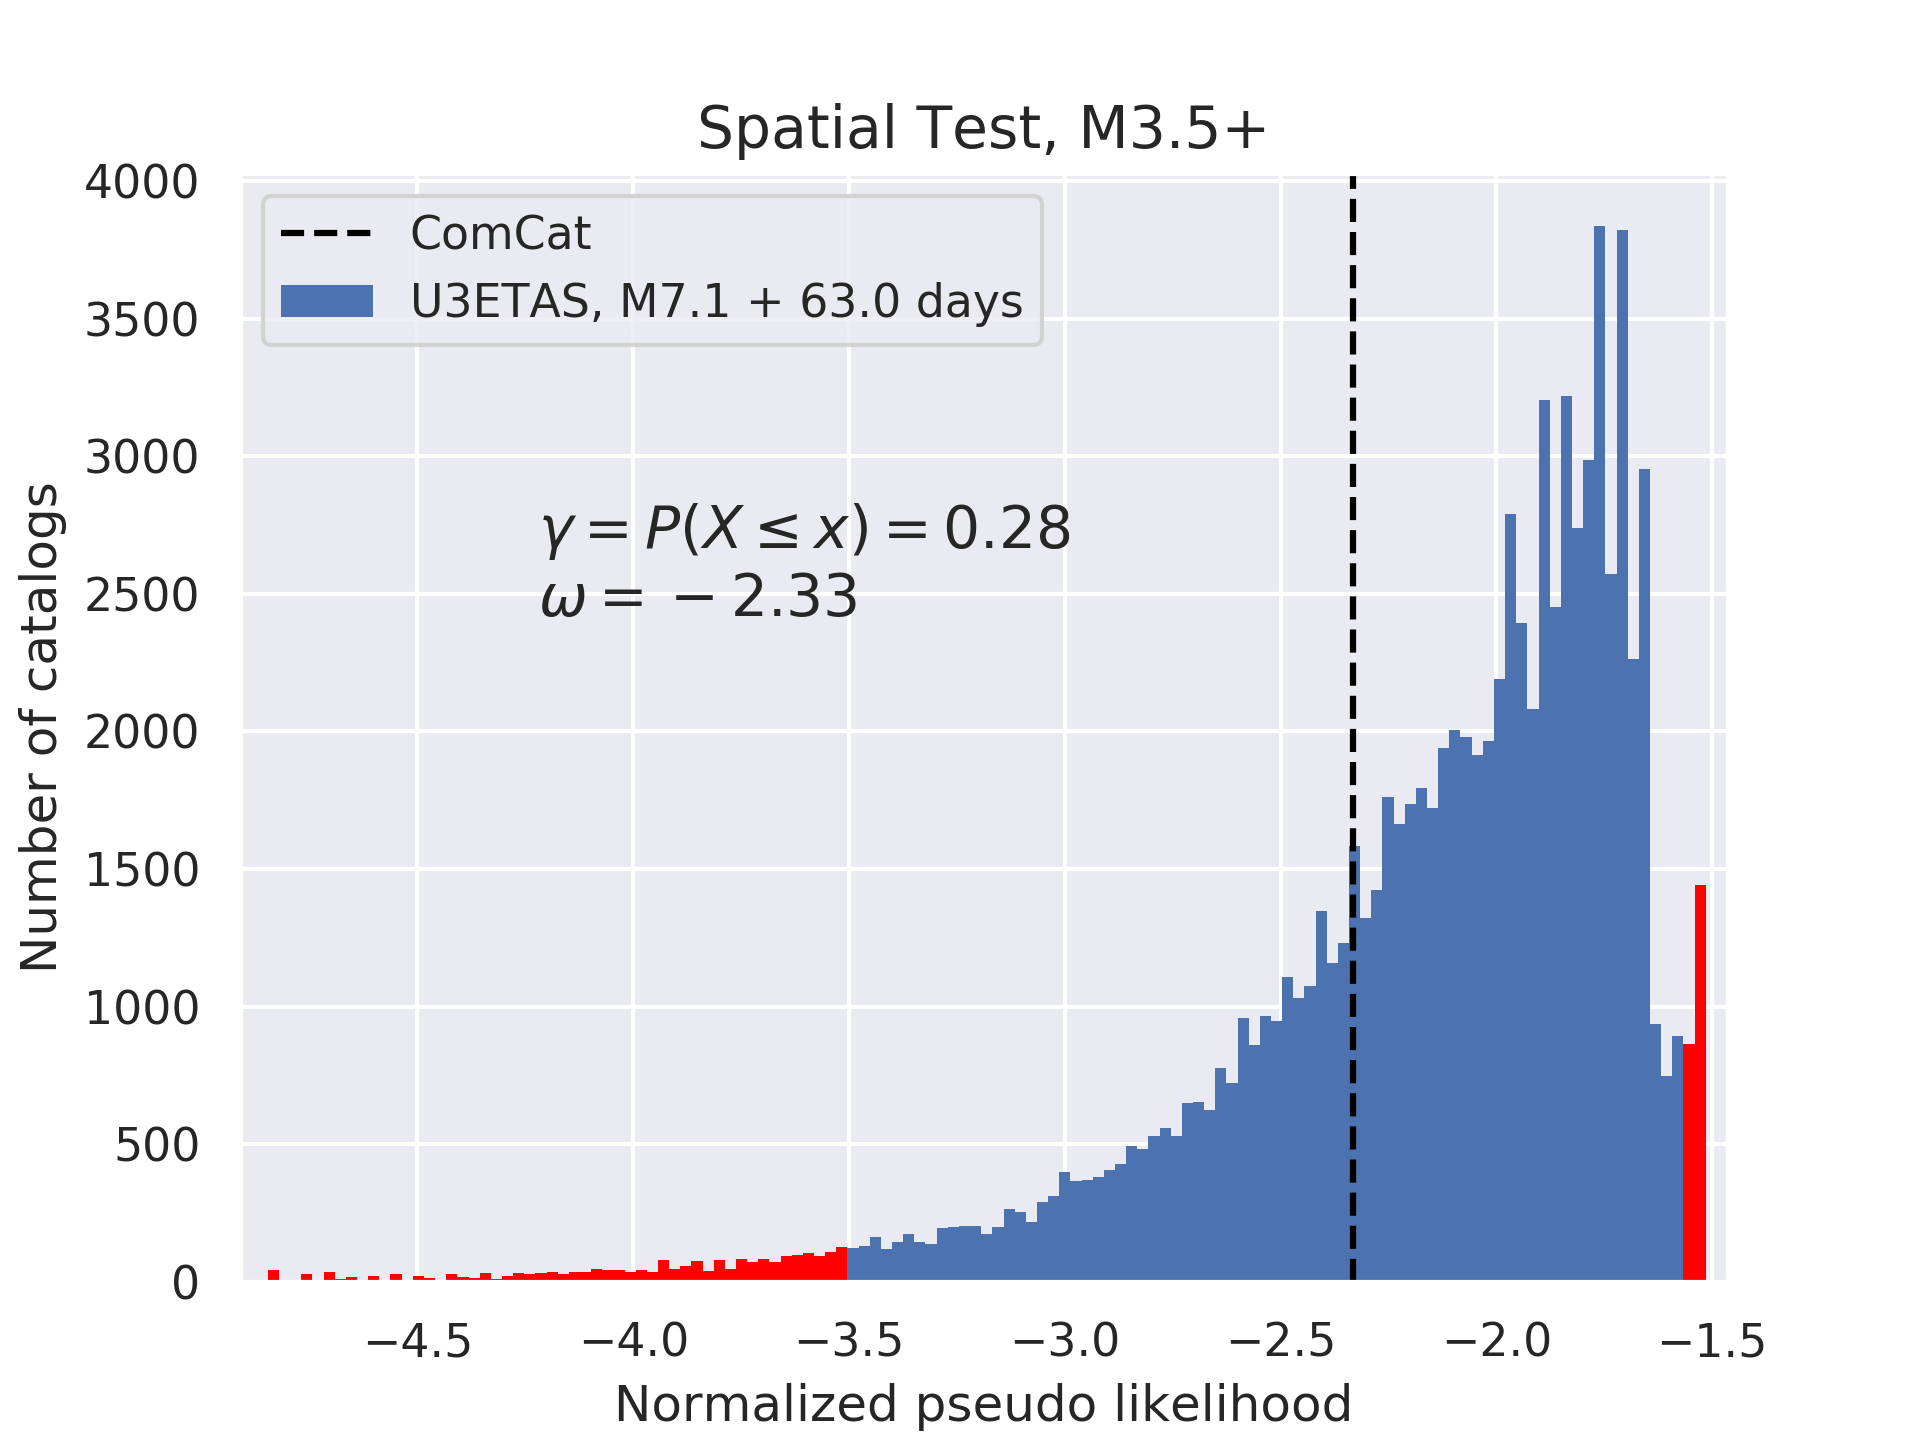 Spatial Test, M3.5+
4000
3500
3000
2500
2000
1500
1000
500
0
Number of catalogs
ComCat
U3ETAS, M7.1 + 63.0 days
γ = P(X ≤ x) = 0.28
ω = −2.33
−4.5 −4.0 −3.5 −3.0 −2.5 −2.0 −1.5
Normalized pseudo likelihood